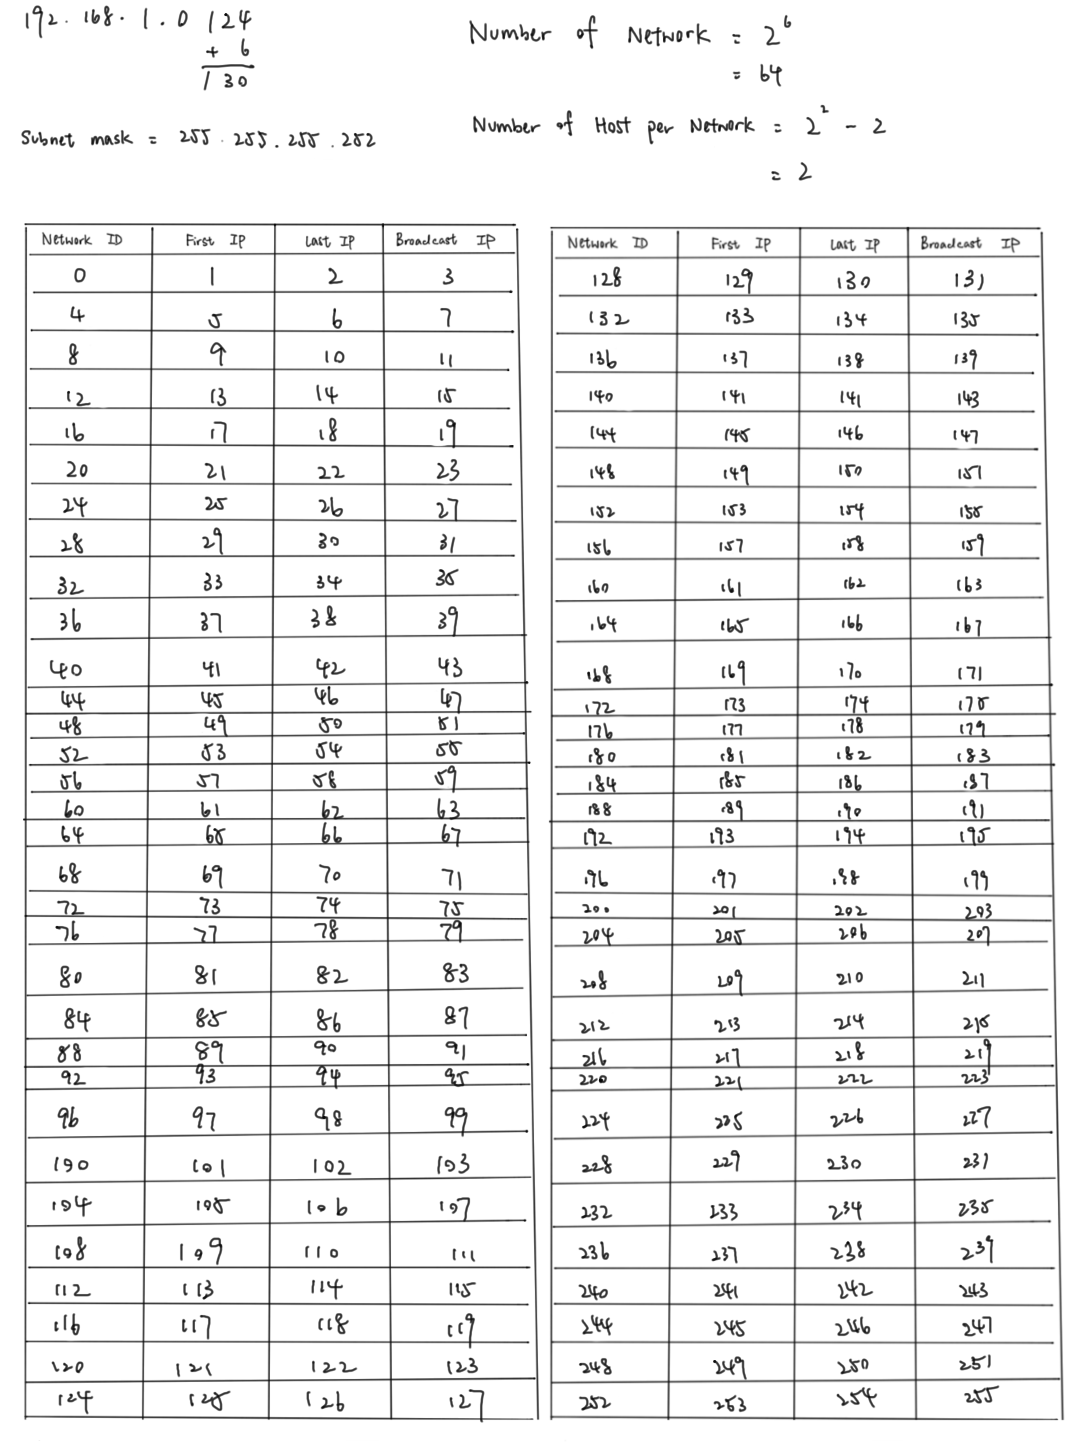 192.168.1.0 /24
+ 6
/30
Number of Network = 2^6
= 64
Subnet mask = 255.255.255.252
Number of Host per Network = 2^2 - 2
= 2
Network ID First IP Last IP Broadcast IP
0 1 2 3
4 5 6 7
8 9 10 11
12 13 14 15
16 17 18 19
20 21 22 23
24 25 26 27
28 29 30 31
32 33 34 35
36 37 38 39
40 41 42 43
44 45 46 47
48 49 50 51
52 53 54 55
56 57 58 59
60 61 62 63
64 65 66 67
68 69 70 71
72 73 74 75
76 77 78 79
80 81 82 83
84 85 86 87
88 89 90 91
92 93 94 95
96 97 98 99
100 101 102 103
104 105 106 107
108 109 110 111
112 113 114 115
116 117 118 119
120 121 122 123
124 125 126 127
Network ID First IP Last IP Broadcast IP
128 129 130 131
132 133 134 135
136 137 138 139
140 141 141 143
144 145 146 147
148 149 150 151
152 153 154 155
156 157 158 159
160 161 162 163
164 165 166 167
168 169 170 171
172 173 174 175
176 177 178 179
180 181 182 183
184 185 186 187
188 189 190 191
192 193 194 195
196 197 198 199
200 201 202 203
204 205 206 207
208 209 210 211
212 213 214 215
216 217 218 219
220 221 222 223
224 225 226 227
228 229 230 231
232 233 234 235
236 237 238 239
240 241 242 243
244 245 246 247
248 249 250 251
252 253 254 255